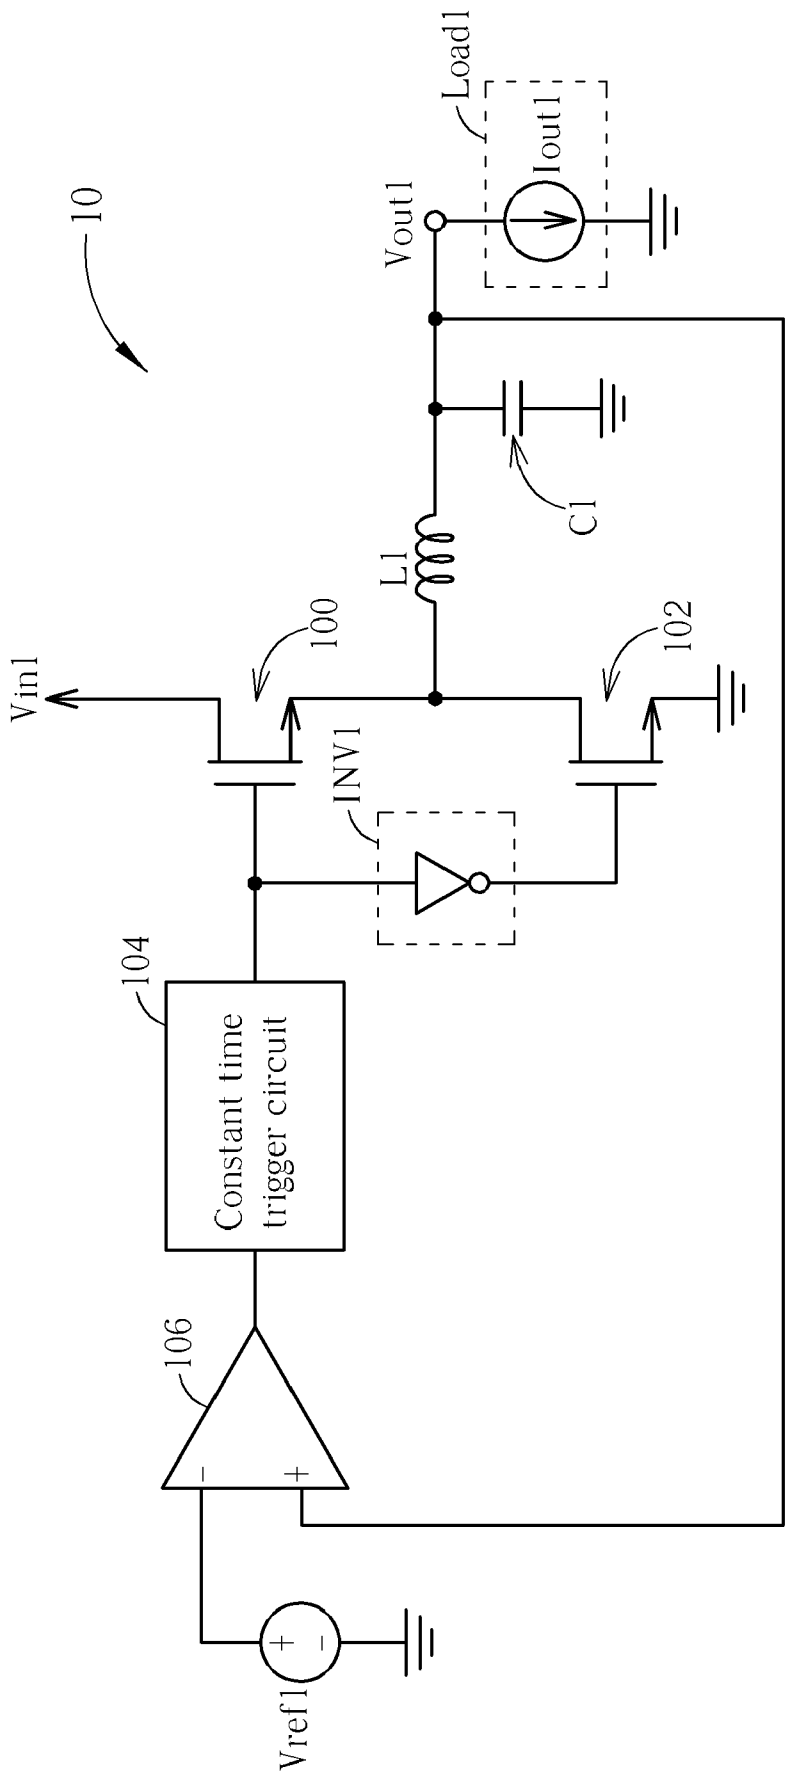 10
Vin1
Vout1
Load1
Iout1
L1
C1
100
102
INV1
104
Constant time
trigger circuit
106
-
+
+
-
Vref1